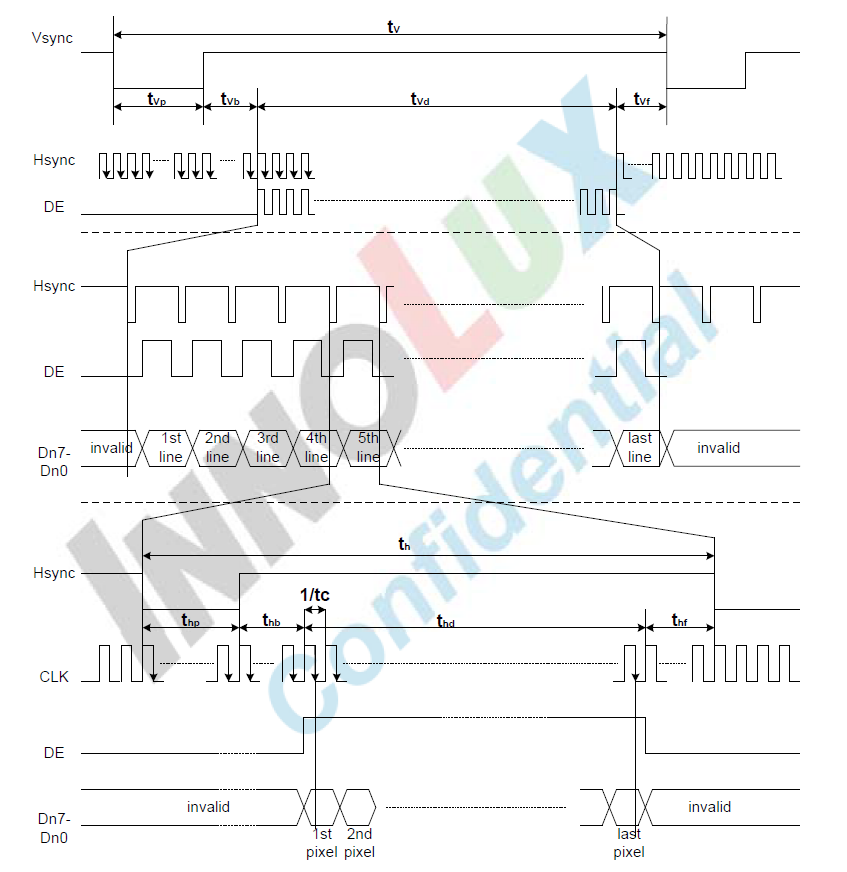 tv
Vsync
tvp
tvb
tvd
tvf
Hsync
DE
Hsync
DE
invalid
1st
line
2nd
line
3rd
line
4th
line
5th
line
last
line
invalid
Dn7-
Dn0
th
Hsync
1/tc
thp
thb
thd
thf
CLK
DE
invalid
invalid
Dn7-
Dn0
1st
pixel
2nd
pixel
last
pixel
INNOLUX
Confidential